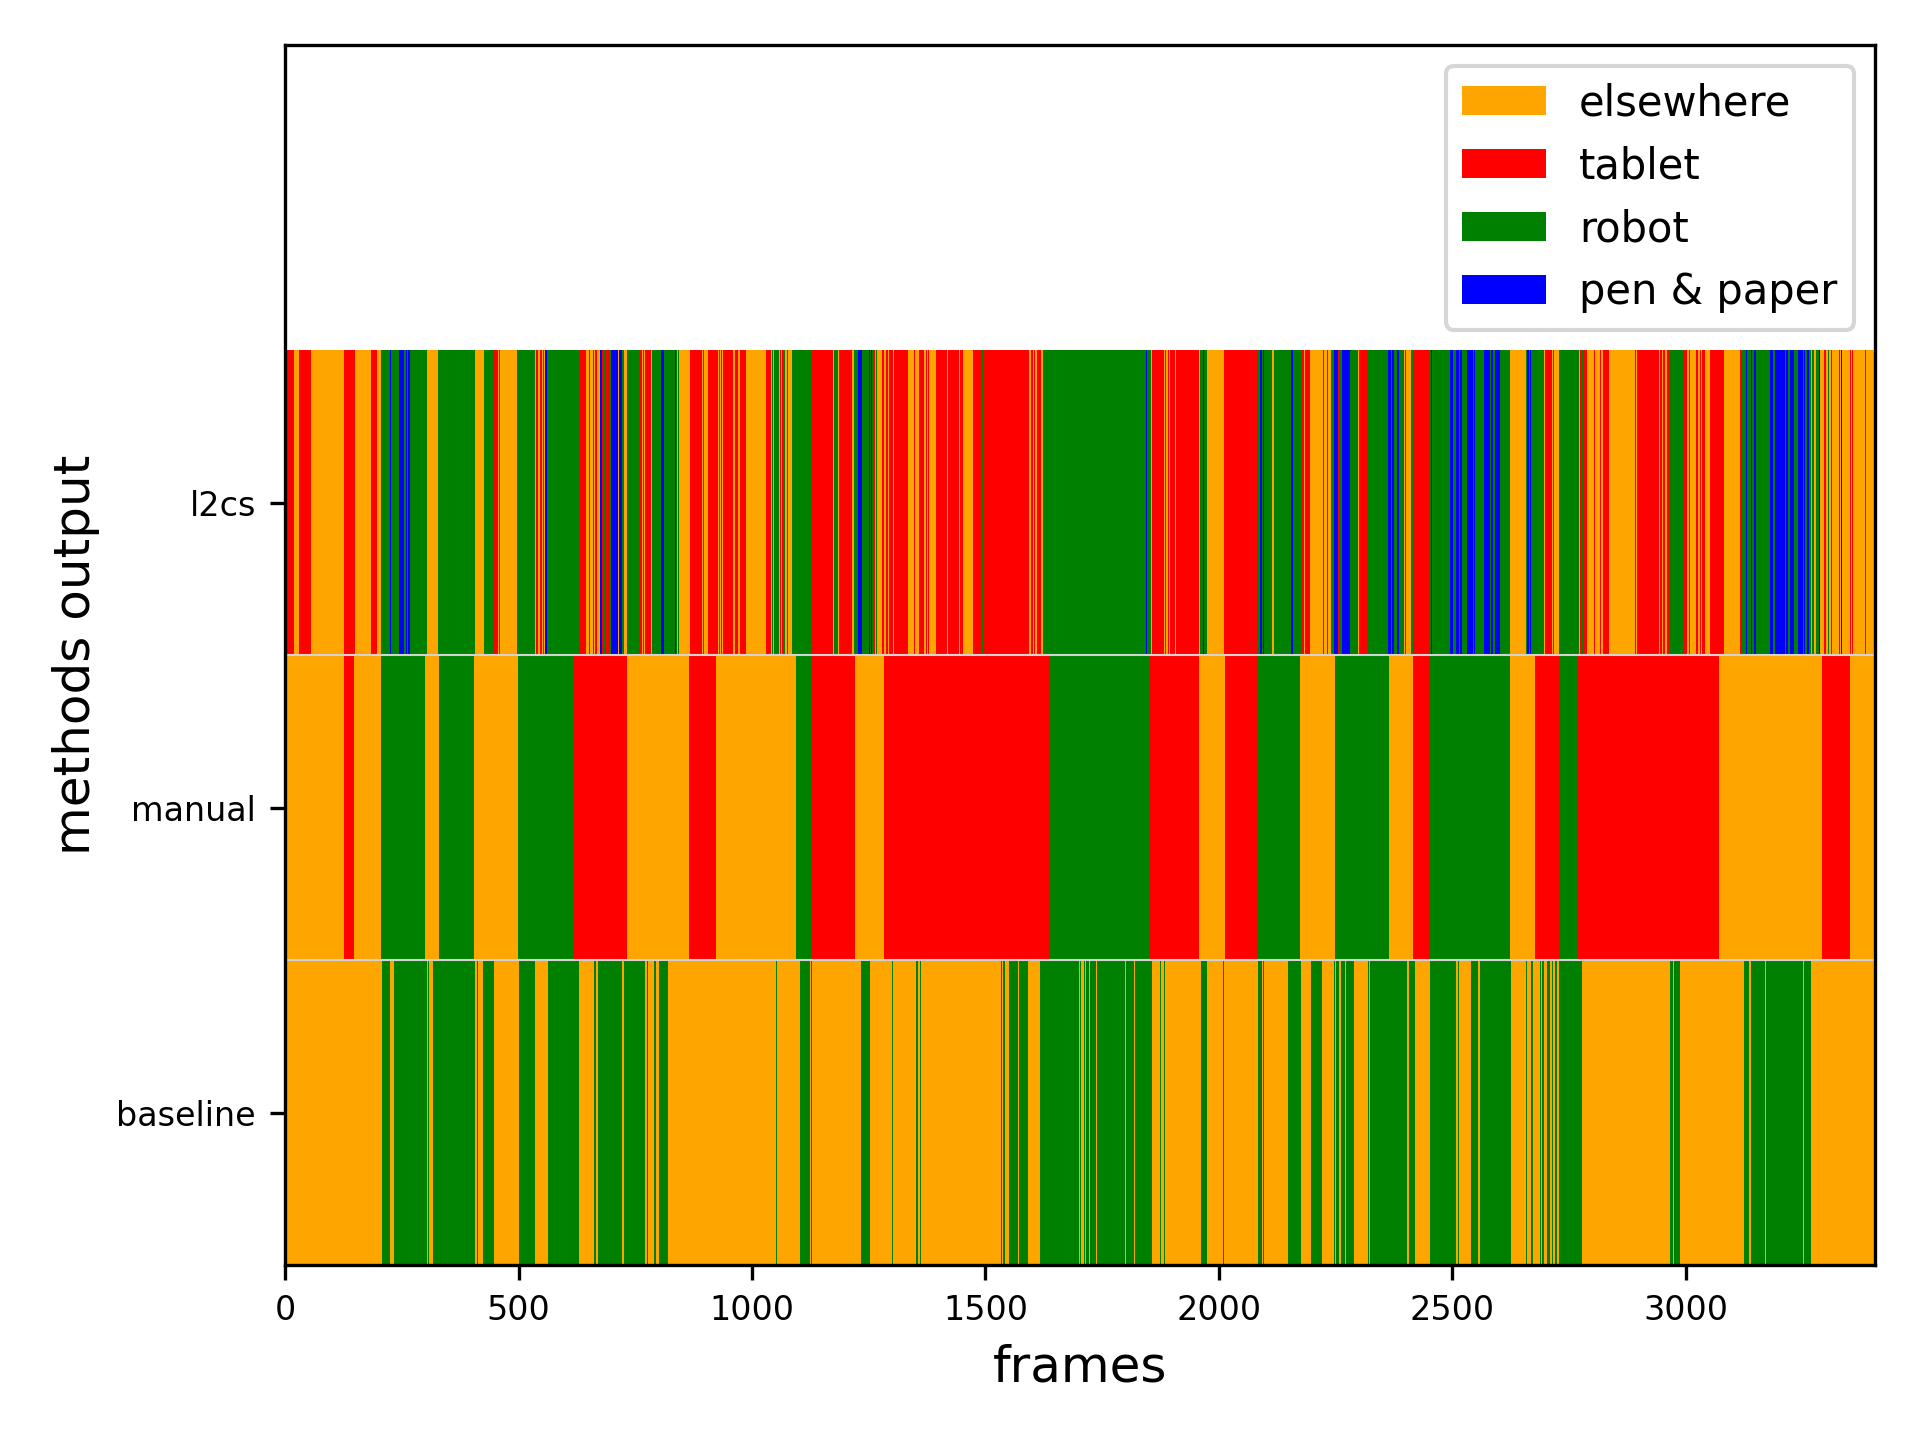 elsewhere
tablet
robot
pen & paper
methods output
l2cs
manual
baseline
0 500 1000 1500 2000 2500 3000
frames